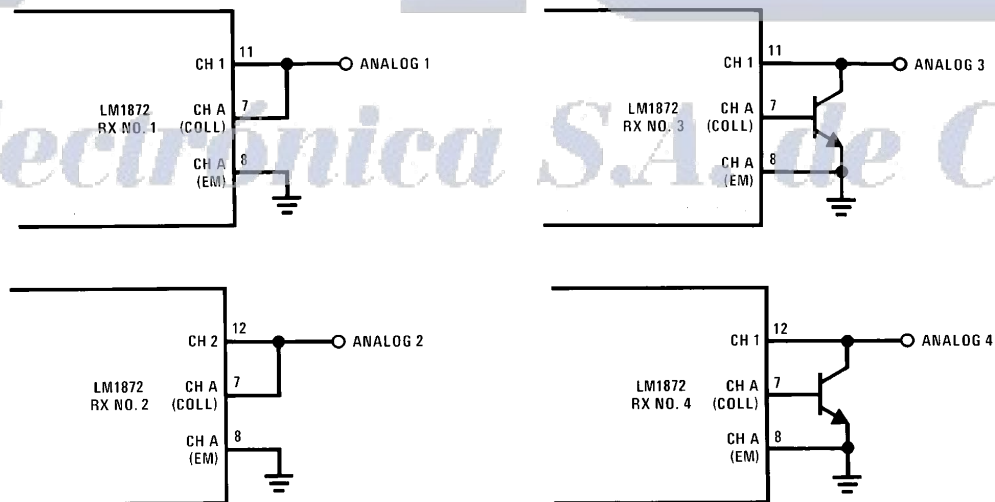 CH 1 11 ANALOG 1
LM1872 CH A 7
RX NO. 1 (COLL)
CH A 8
(EM)
CH 1 11 ANALOG 3
LM1872 CH A 7
RX NO. 3 (COLL)
CH A 8
(EM)
CH 2 12 ANALOG 2
LM1872 CH A 7
RX NO. 2 (COLL)
CH A 8
(EM)
CH 1 12 ANALOG 4
LM1872 CH A 7
RX NO. 4 (COLL)
CH A 8
(EM)
ectrónica S.A. de C